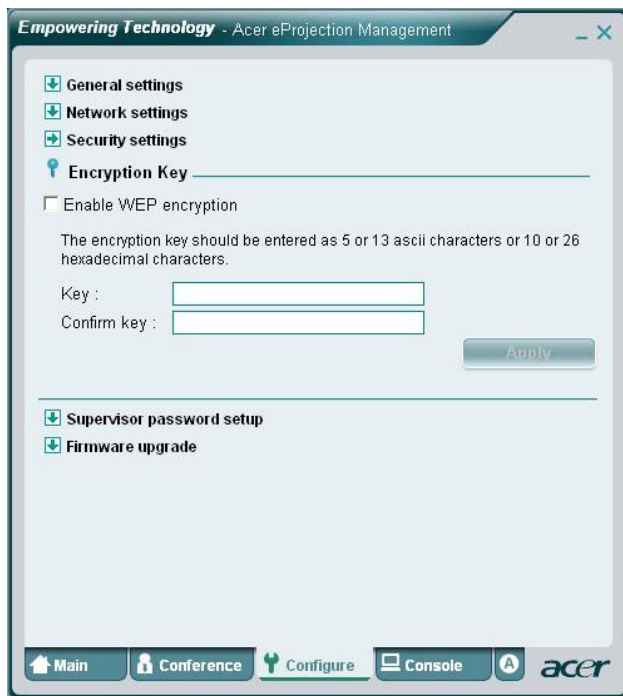 Empowering Technology - Acer eProjection Management
General settings
Network settings
Security settings
Encryption Key
Enable WEP encryption
The encryption key should be entered as 5 or 13 ascii characters or 10 or 26
hexadecimal characters.
Key :
Confirm key :
Apply
Supervisor password setup
Firmware upgrade
Main Conference Configure Console A acer